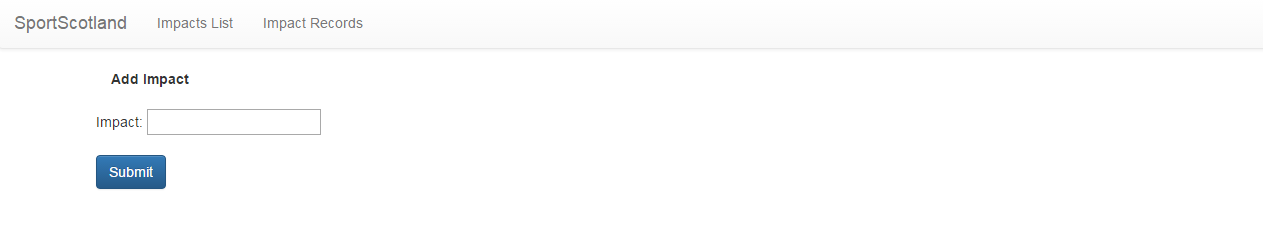 SportScotland Impacts List Impact Records
Add Impact
Impact:
Submit